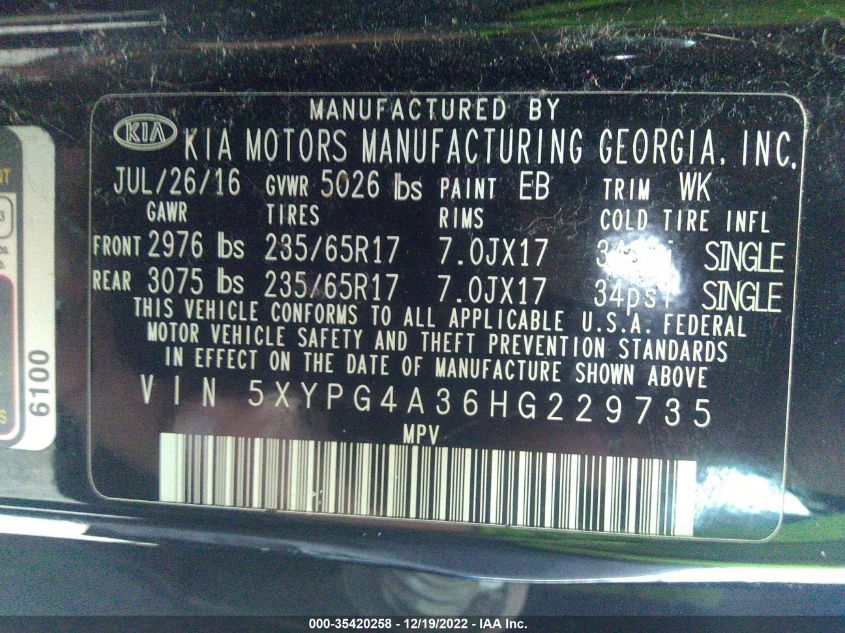 MANUFACTURED BY
KIA KIA MOTORS MANUFACTURING GEORGIA, INC.
JUL/26/16 GVWR 5026 lbs PAINT EB TRIM WK
GAWR TIRES RIMS COLD TIRE INFL
FRONT 2976 lbs 235/65R17 7.0JX17 SINGLE
REAR 3075 lbs 235/65R17 7.0JX17 34psi SINGLE
THIS VEHICLE CONFORMS TO ALL APPLICABLE U.S.A. FEDERAL
MOTOR VEHICLE SAFETY AND THEFT PREVENTION STANDARDS
IN EFFECT ON THE DATE OF MANUFACTURE SHOWN ABOVE
VIN 5XYPG4A36HG229735
MPV
6100
000-35420258 - 12/19/2022 - IAA Inc.